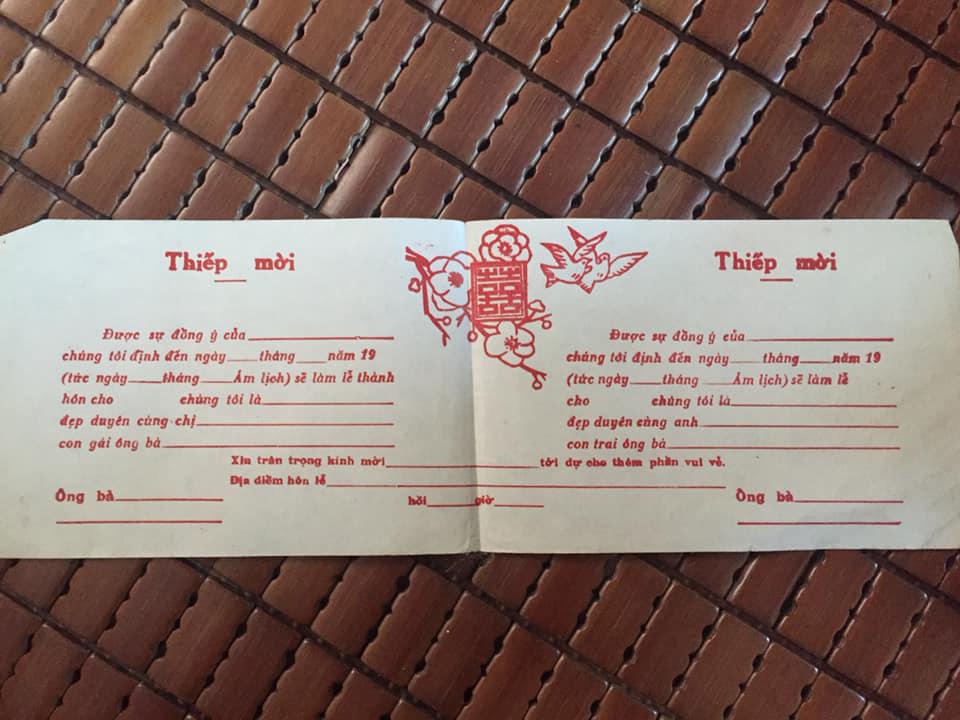 Thiếp mời
Được sự đồng ý của
chúng tôi định đến ngày tháng năm 19
(tức ngày tháng Âm lịch) sẽ làm lễ thành
hôn cho chúng tôi là
đẹp duyên cùng chị
con gái ông bà
Thiếp mời
Được sự đồng ý của
chúng tôi định đến ngày tháng năm 19
(tức ngày tháng Âm lịch) sẽ làm lễ
cho chúng tôi là
đẹp duyên cùng anh
con trai ông bà
囍
Xin trân trọng kính mời tới dự cho thêm phần vui vẻ.
Địa điểm hôn lễ
hồi giờ
Ông bà
Ông bà